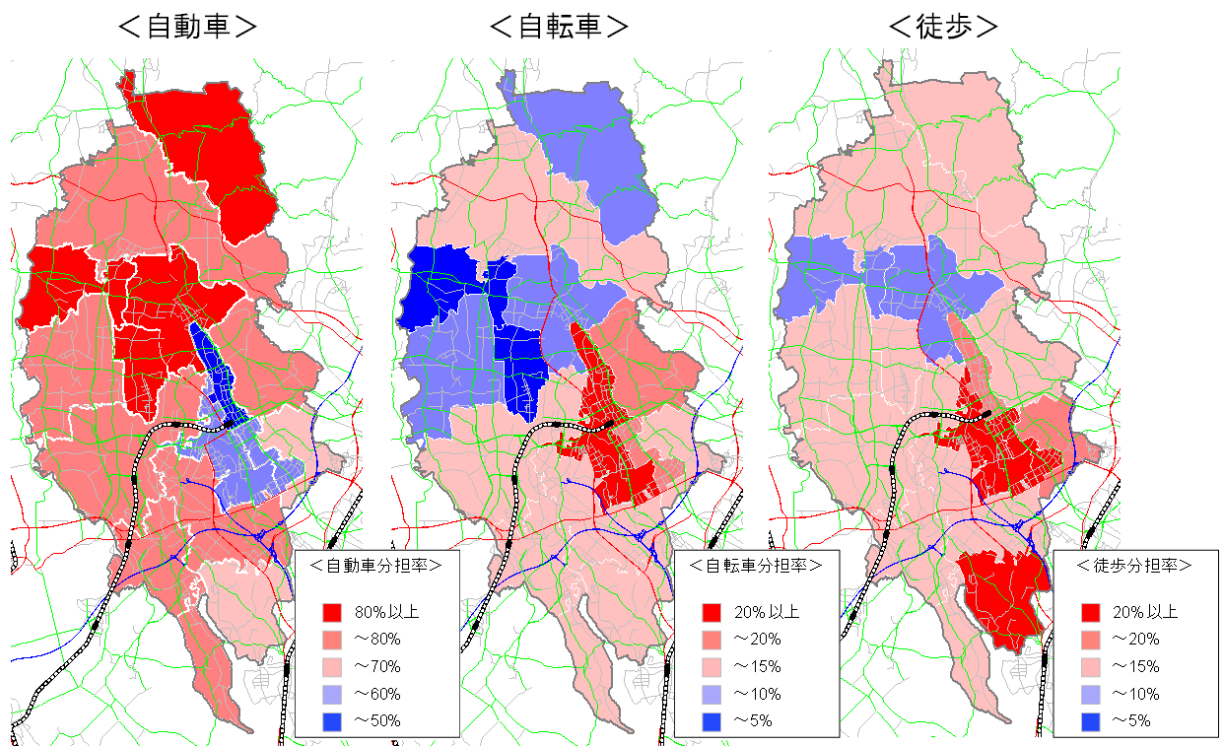 ＜自動車＞
＜自転車＞
＜徒歩＞
＜自動車分担率＞
80%以上
～80%
～70%
～60%
～50%
＜自転車分担率＞
20%以上
～20%
～15%
～10%
～5%
＜徒歩分担率＞
20%以上
～20%
～15%
～10%
～5%